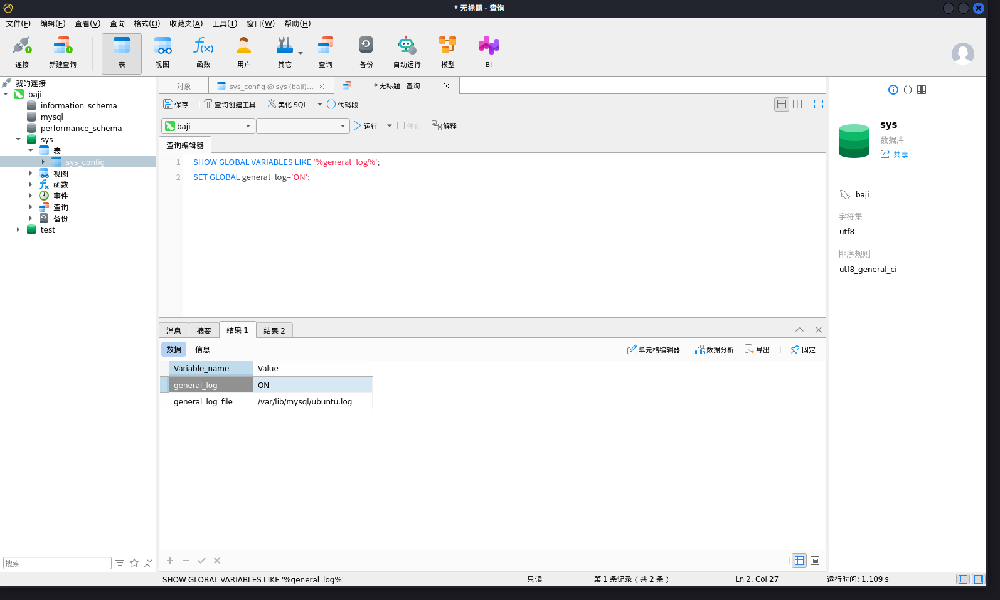 * 无标题 - 查询
文件(F) 编辑(E) 查看(V) 查询 格式(O) 收藏夹(A) 工具(T) 窗口(W) 帮助(H)
连接 新建查询 表 视图 函数 用户 其它 查询 备份 自动运行 模型 BI
我的连接
baji
information_schema
mysql
performance_schema
sys
表
sys_config
视图
函数
事件
查询
备份
test
搜索
对象 sys_config @ sys (baji)... * 无标题 - 查询
保存 查询创建工具 美化 SQL () 代码段
baji 运行 停止 解释
查询编辑器
1 SHOW GLOBAL VARIABLES LIKE '%general_log%';
2 SET GLOBAL general_log='ON';
消息 摘要 结果 1 结果 2
数据 信息 单元格编辑器 数据分析 导出 固定
Variable_name Value
general_log ON
general_log_file /var/lib/mysql/ubuntu.log
SHOW GLOBAL VARIABLES LIKE '%general_log%' 只读 第 1 条记录 ( 共 2 条 ) Ln 2, Col 27 运行时间: 1.109 s
sys
数据库
共享
baji
字符集
utf8
排序规则
utf8_general_ci